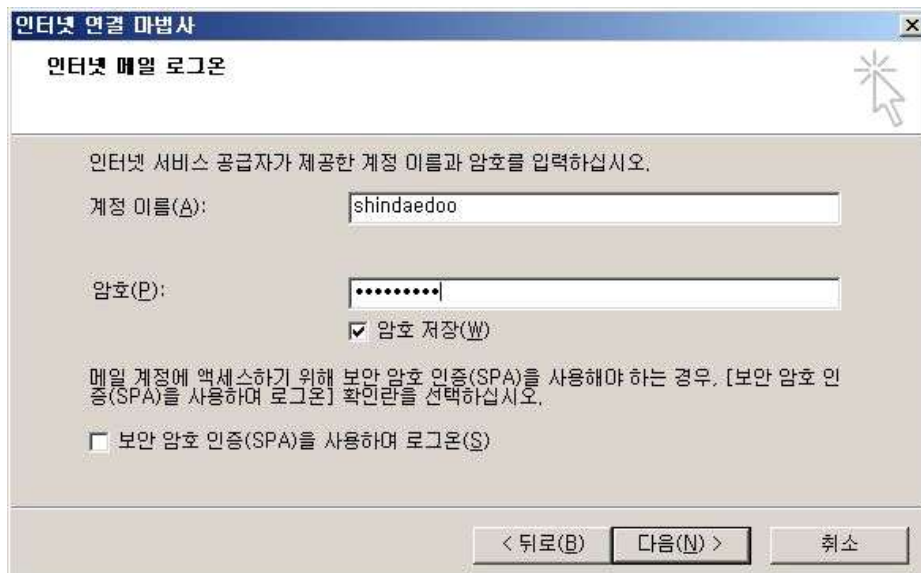 인터넷 연결 마법사
인터넷 메일 로그온
인터넷 서비스 공급자가 제공한 계정 이름과 암호를 입력하십시오.
계정 이름(A): shindaedoo
암호(P): •••••••••
암호 저장(W)
메일 계정에 액세스하기 위해 보안 암호 인증(SPA)을 사용해야 하는 경우, [보안 암호 인
증(SPA)을 사용하며 로그온] 확인란을 선택하십시오.
보안 암호 인증(SPA)을 사용하며 로그온(S)
< 뒤로(B) 다음(N) > 취소